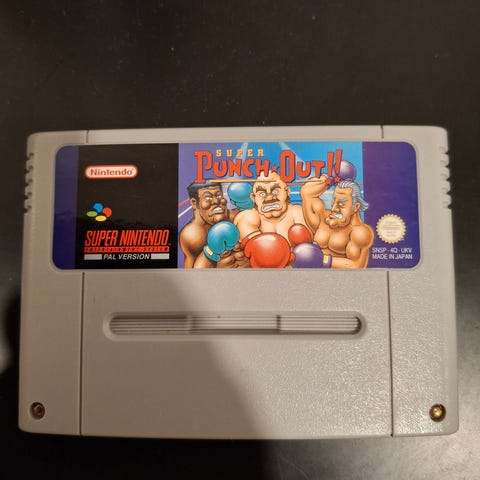 Nintendo
SUPER
PUNCH-OUT!!
SUPER NINTENDO
ENTERTAINMENT SYSTEM
PAL VERSION
SNSP-4Q-UKV
MADE IN JAPAN